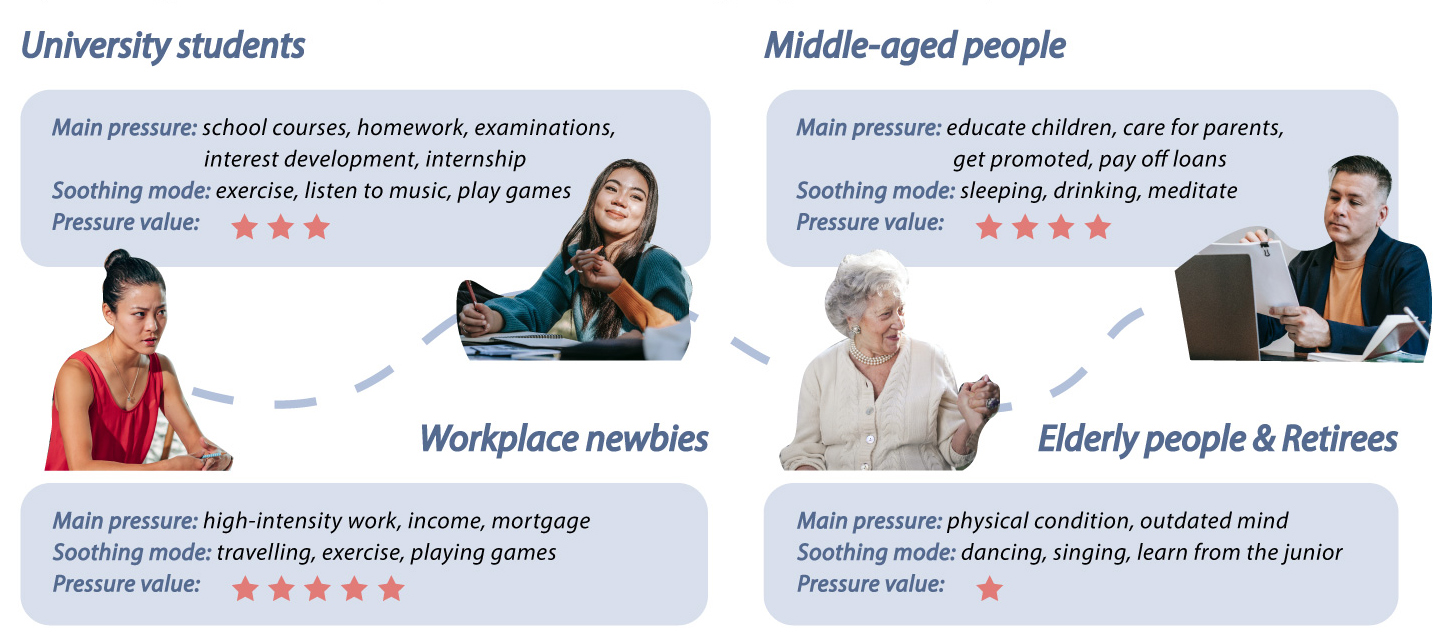 University students
Main pressure: school courses, homework, examinations,
interest development, internship
Soothing mode: exercise, listen to music, play games
Pressure value:
Middle-aged people
Main pressure: educate children, care for parents,
get promoted, pay off loans
Soothing mode: sleeping, drinking, meditate
Pressure value:
Workplace newbies
Main pressure: high-intensity work, income, mortgage
Soothing mode: travelling, exercise, playing games
Pressure value:
Elderly people & Retirees
Main pressure: physical condition, outdated mind
Soothing mode: dancing, singing, learn from the junior
Pressure value: